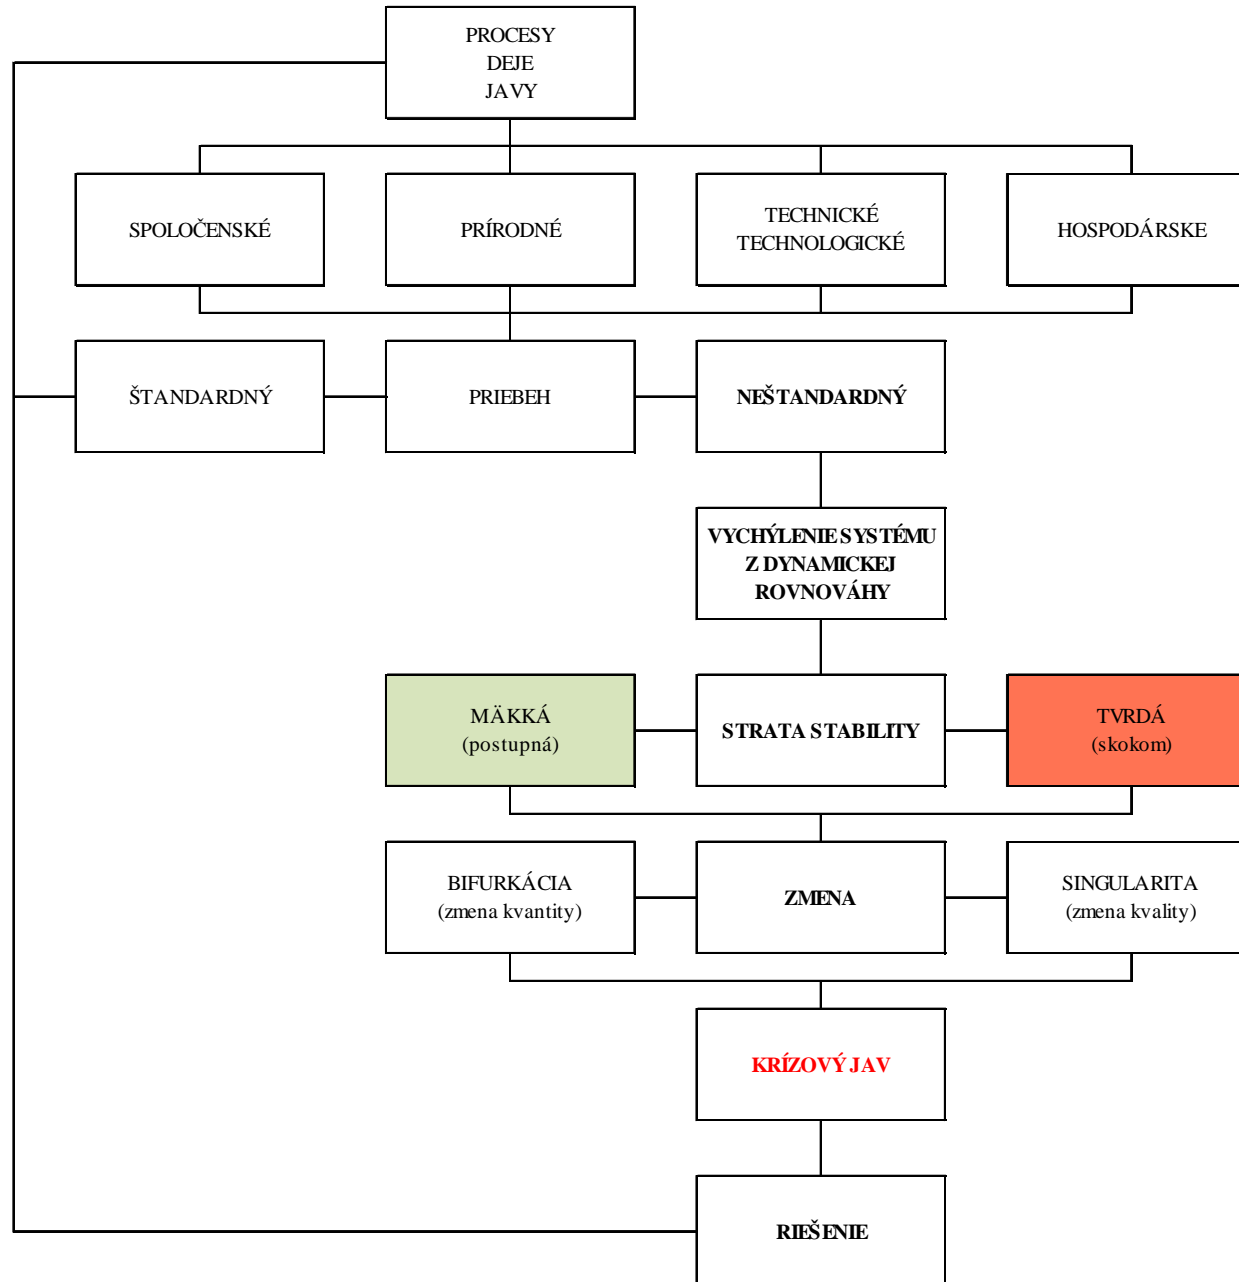 PROCESY
DEJE
JAVY
SPOLOČENSKÉ
PRÍRODNÉ
TECHNICKÉ
TECHNOLOGICKÉ
HOSPODÁRSKE
ŠTANDARDNÝ
PRIEBEH
NEŠTANDARDNÝ
VYCHÝLENIE SYSTÉMU
Z DYNAMICKEJ
ROVNOVÁHY
MÄKKÁ
(postupná)
STRATA STABILITY
TVRDÁ
(skokom)
BIFURKÁCIA
(zmena kvantity)
ZMENA
SINGULARITA
(zmena kvality)
KRÍZOVÝ JAV
RIEŠENIE